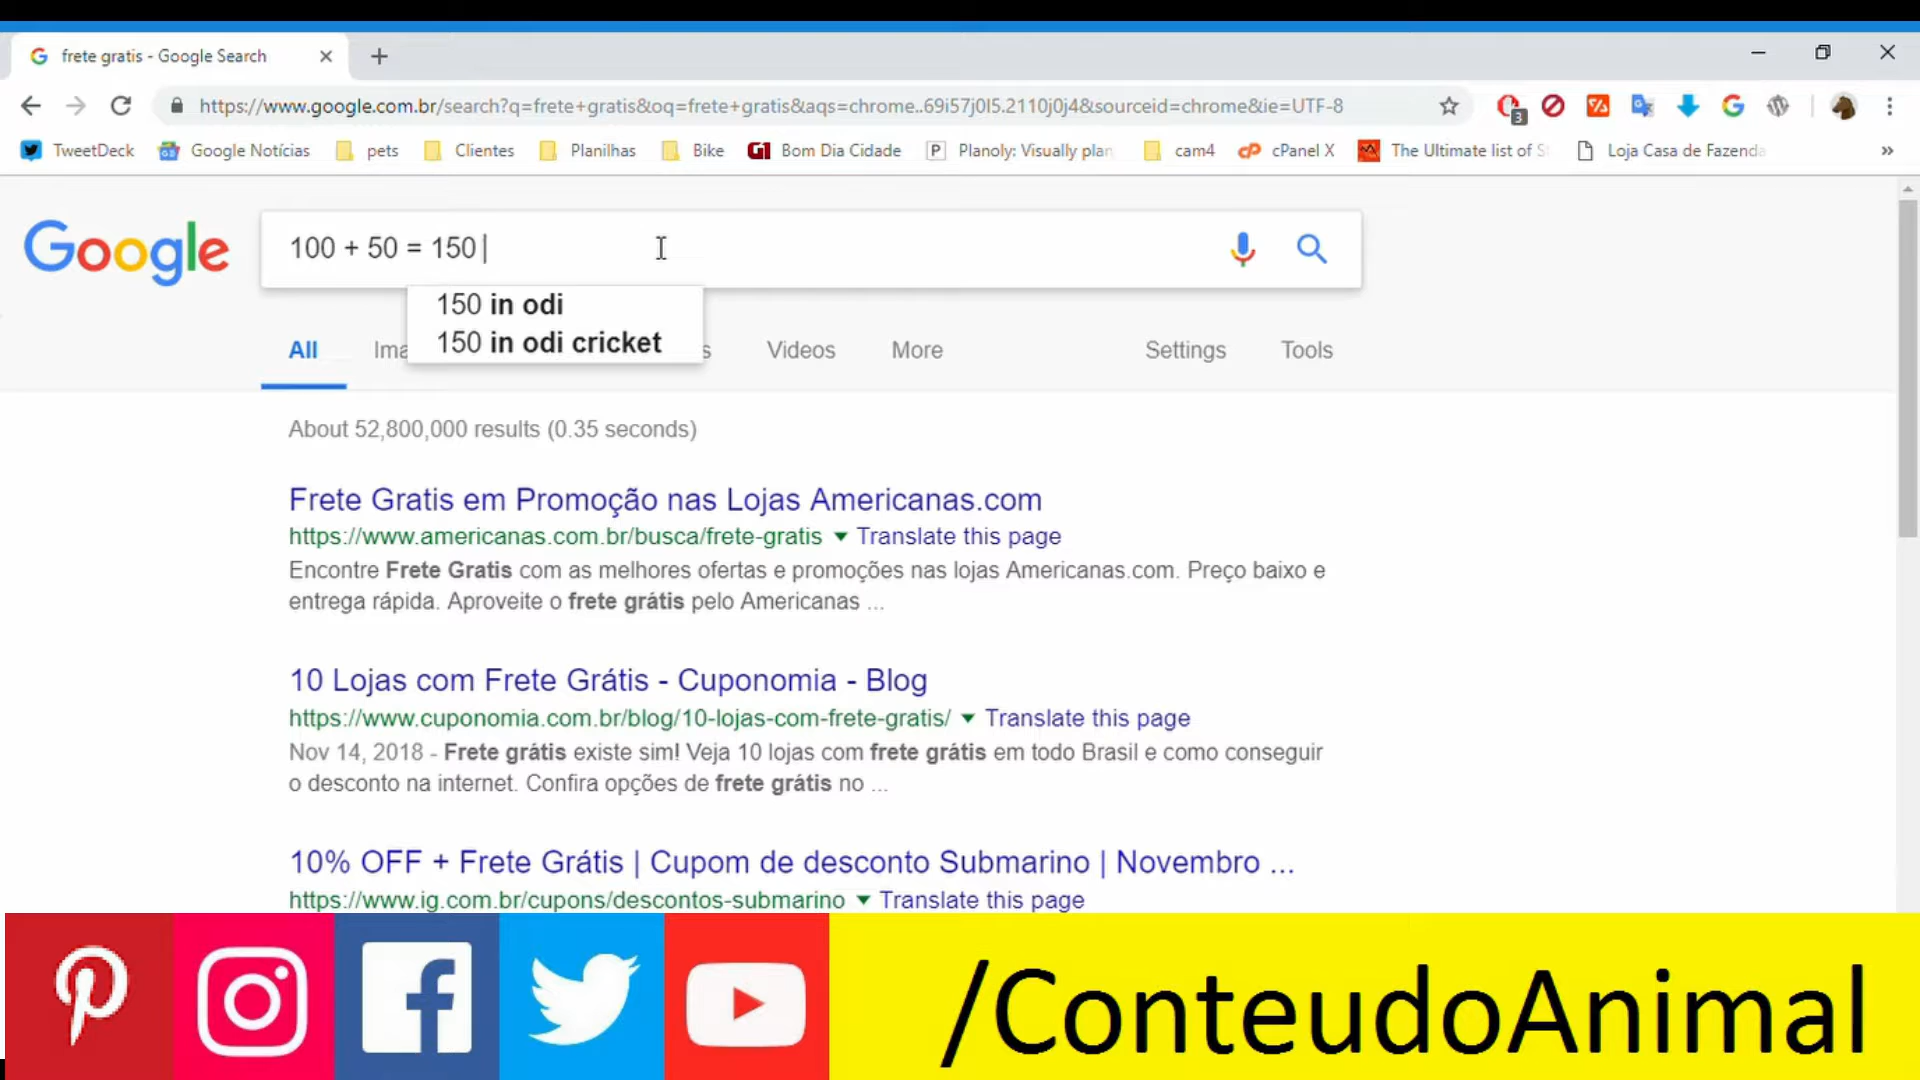 frete gratis - Google Search
https://www.google.com.br/search?q=frete+gratis&oq=frete+gratis&aqs=chrome..69i57j0l5.2110j0j4&sourceid=chrome&ie=UTF-8
3
TweetDeck Google Notícias pets Clientes Planilhas Bike Bom Dia Cidade Planoly: Visually plan cam4 cPanel X The Ultimate list of S Loja Casa de Fazenda »
Google 100 + 50 = 150
150 in odi
150 in odi cricket
All Ima s Videos More Settings Tools
About 52,800,000 results (0.35 seconds)
Frete Gratis em Promoção nas Lojas Americanas.com
https://www.americanas.com.br/busca/frete-gratis ▼ Translate this page
Encontre Frete Gratis com as melhores ofertas e promoções nas lojas Americanas.com. Preço baixo e
entrega rápida. Aproveite o frete grátis pelo Americanas ...
10 Lojas com Frete Grátis - Cuponomia - Blog
https://www.cuponomia.com.br/blog/10-lojas-com-frete-gratis/ ▼ Translate this page
Nov 14, 2018 - Frete grátis existe sim! Veja 10 lojas com frete grátis em todo Brasil e como conseguir
o desconto na internet. Confira opções de frete grátis no ...
10% OFF + Frete Grátis | Cupom de desconto Submarino | Novembro ...
https://www.ig.com.br/cupons/descontos-submarino ▼ Translate this page
/ConteudoAnimal